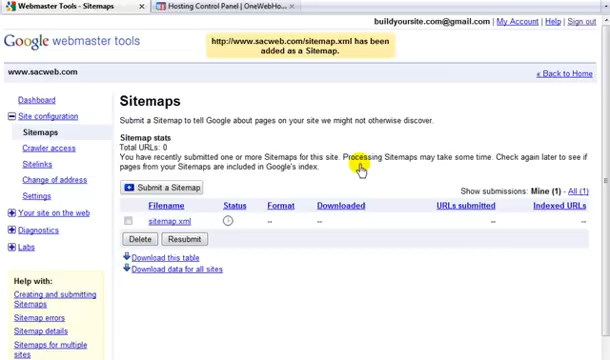 Webmaster Tools - Sitemaps
Hosting Control Panel | OneWebHo...
buildyoursite.com@gmail.com | My Account | Help | Sign out
Google webmaster tools
http://www.sacweb.com/sitemap.xml has been
added as a Sitemap.
www.sacweb.com
« Back to Home
Dashboard
Site configuration
Sitemaps
Crawler access
Sitelinks
Change of address
Settings
Your site on the web
Diagnostics
Labs
Help with:
Creating and submitting
Sitemaps
Sitemap errors
Sitemap details
Sitemaps for multiple
sites
Sitemaps
Submit a Sitemap to tell Google about pages on your site we might not otherwise discover.
Sitemap stats
Total URLs: 0
You have recently submitted one or more Sitemaps for this site. Processing Sitemaps may take some time. Check again later to see if
pages from your Sitemaps are included in Google's index.
Submit a Sitemap
Show submissions: Mine (1) - All (1)
Filename Status Format Downloaded URLs submitted Indexed URLs
sitemap.xml -- -- -- --
Delete Resubmit
Download this table
Download data for all sites